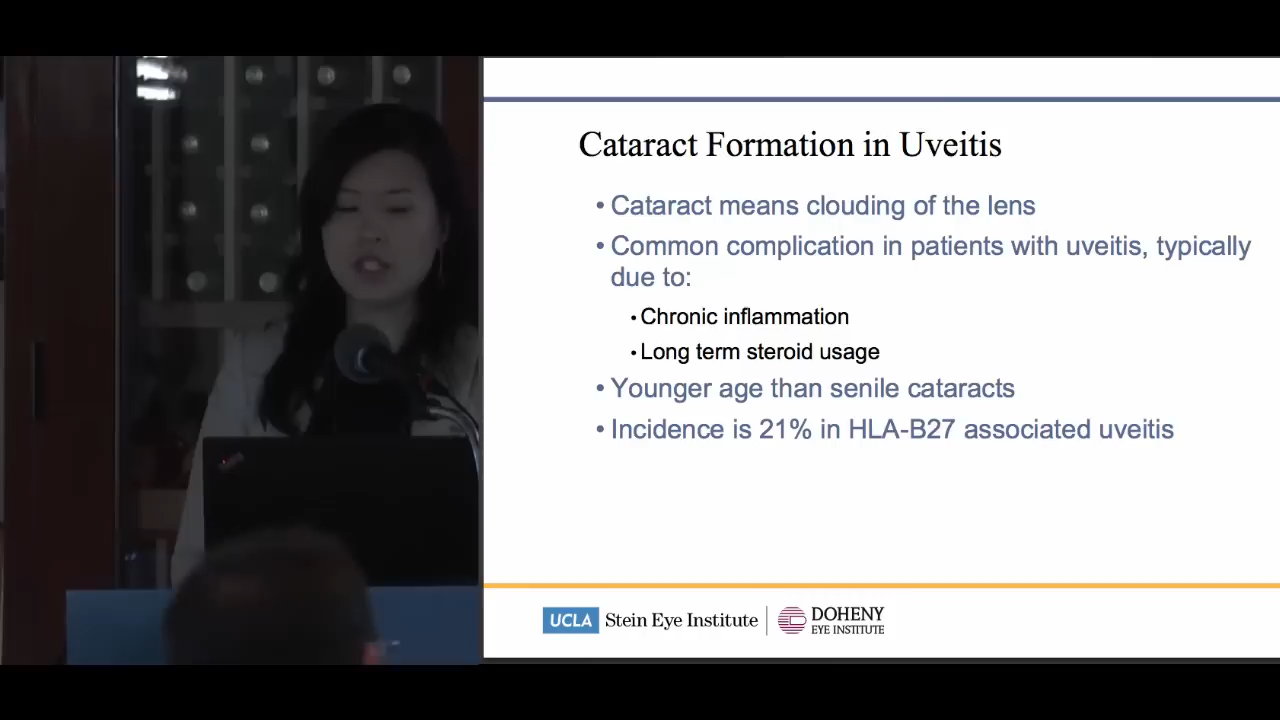 Cataract Formation in Uveitis
• Cataract means clouding of the lens
• Common complication in patients with uveitis, typically
due to:
• Chronic inflammation
• Long term steroid usage
• Younger age than senile cataracts
• Incidence is 21% in HLA-B27 associated uveitis
UCLA Stein Eye Institute DOHENY
EYE INSTITUTE